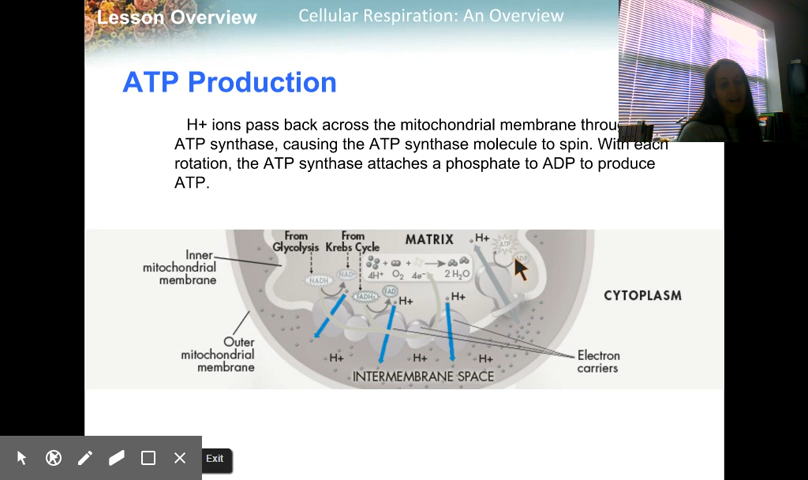 Lesson Overview
Cellular Respiration: An Overview
ATP Production
H+ ions pass back across the mitochondrial membrane throu
ATP synthase, causing the ATP synthase molecule to spin. With each
rotation, the ATP synthase attaches a phosphate to ADP to produce
ATP.
From
Glycolysis
From
Krebs Cycle
MATRIX
H+
ATP
ADP
Inner
mitochondrial
membrane
4H+ O2 4e- 2 H2O
NADH
NAD+
FADH2
FAD
H+
H+
CYTOPLASM
Outer
mitochondrial
membrane
H+
H+
H+
Electron
carriers
INTERMEMBRANE SPACE
Exit